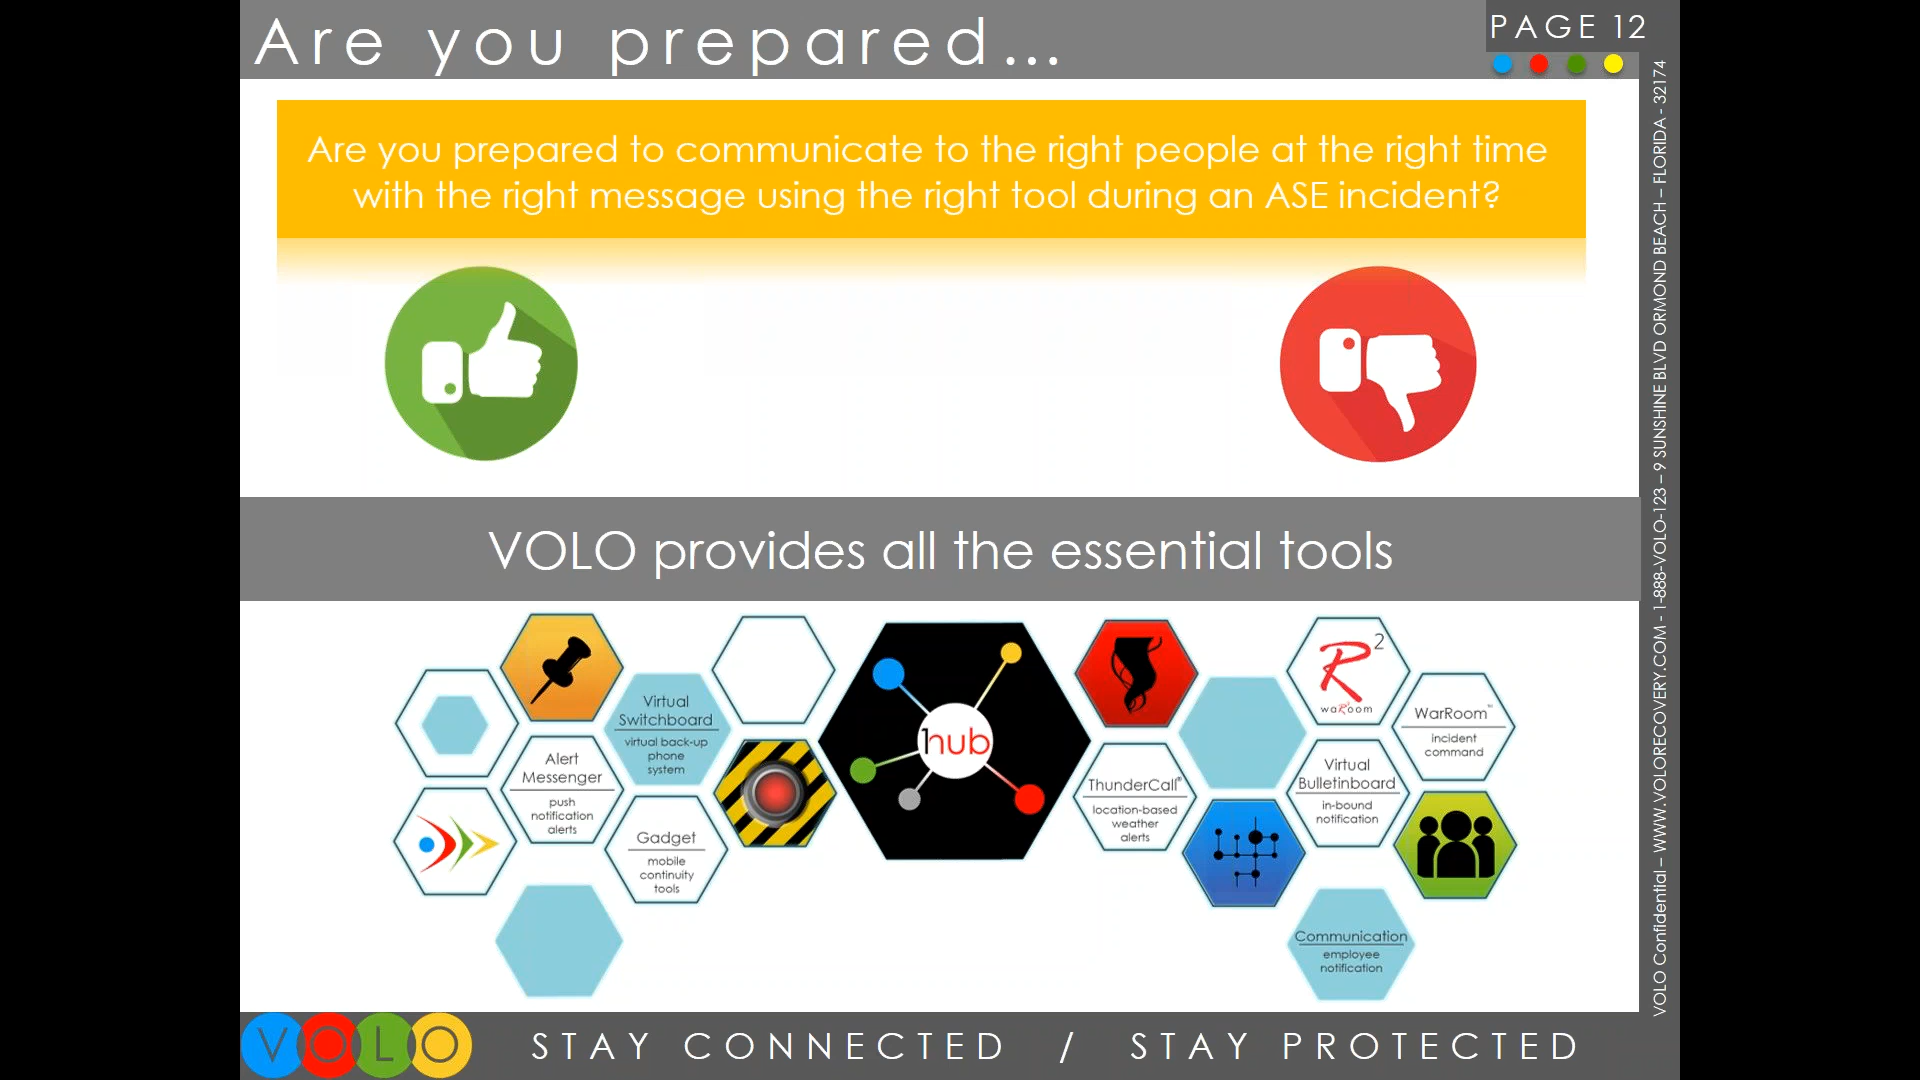 Are you prepared...
PAGE 12
Are you prepared to communicate to the right people at the right time
with the right message using the right tool during an ASE incident?
VOLO provides all the essential tools
Virtual
Switchboard
virtual back-up
phone
system
Alert
Messenger
push
notification
alerts
Gadget
mobile
continuity
tools
1hub
ThunderCall®
location-based
weather
alerts
R2
waR2oom
WarRoom™
incident
command
Virtual
Bulletinboard
in-bound
notification
Communication
employee
notification
VOLO
STAY CONNECTED / STAY PROTECTED
VOLO Confidential – WWW.VOLORECOVERY.COM - 1-888-VOLO-123 – 9 SUNSHINE BLVD ORMOND BEACH – FLORIDA - 32174